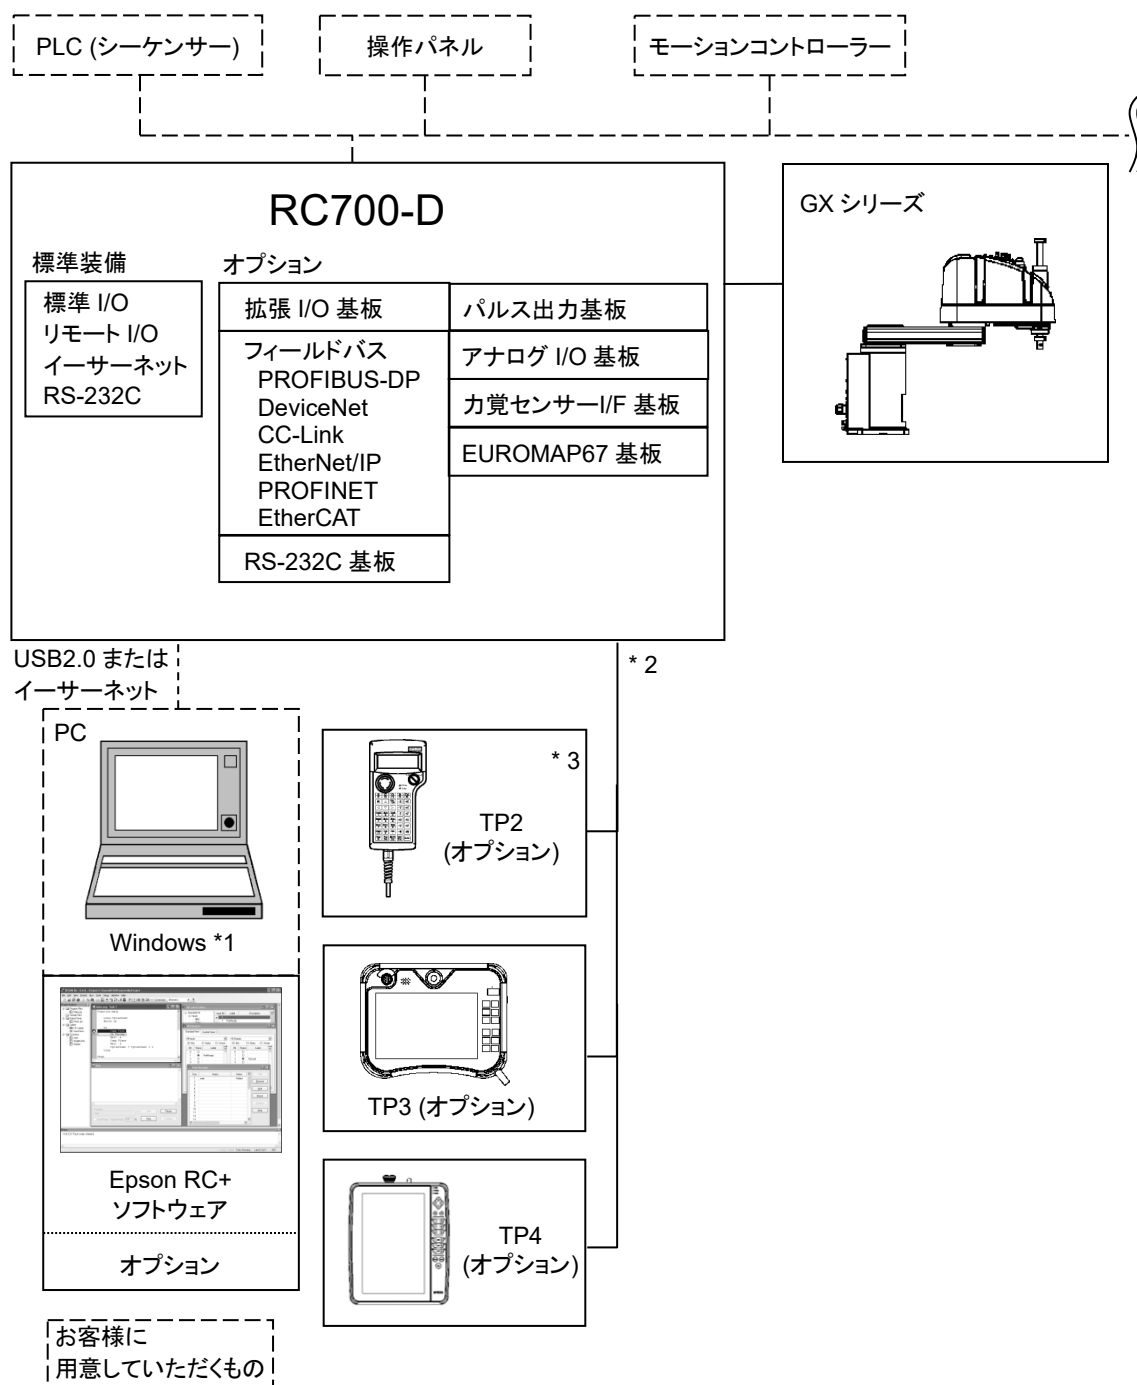 PLC (シーケンサー)
操作パネル
モーションコントローラー
RC700-D
標準装備
標準 I/O
リモート I/O
イーサーネット
RS-232C
オプション
拡張 I/O 基板
フィールドバス
PROFIBUS-DP
DeviceNet
CC-Link
EtherNet/IP
PROFINET
EtherCAT
RS-232C 基板
パルス出力基板
アナログ I/O 基板
力覚センサーI/F 基板
EUROMAP67 基板
GX シリーズ
USB2.0 または
イーサーネット
* 2
PC
Windows *1
Epson RC+
ソフトウェア
オプション
* 3
TP2
(オプション)
TP3 (オプション)
TP4
(オプション)
お客様に
用意していただくもの